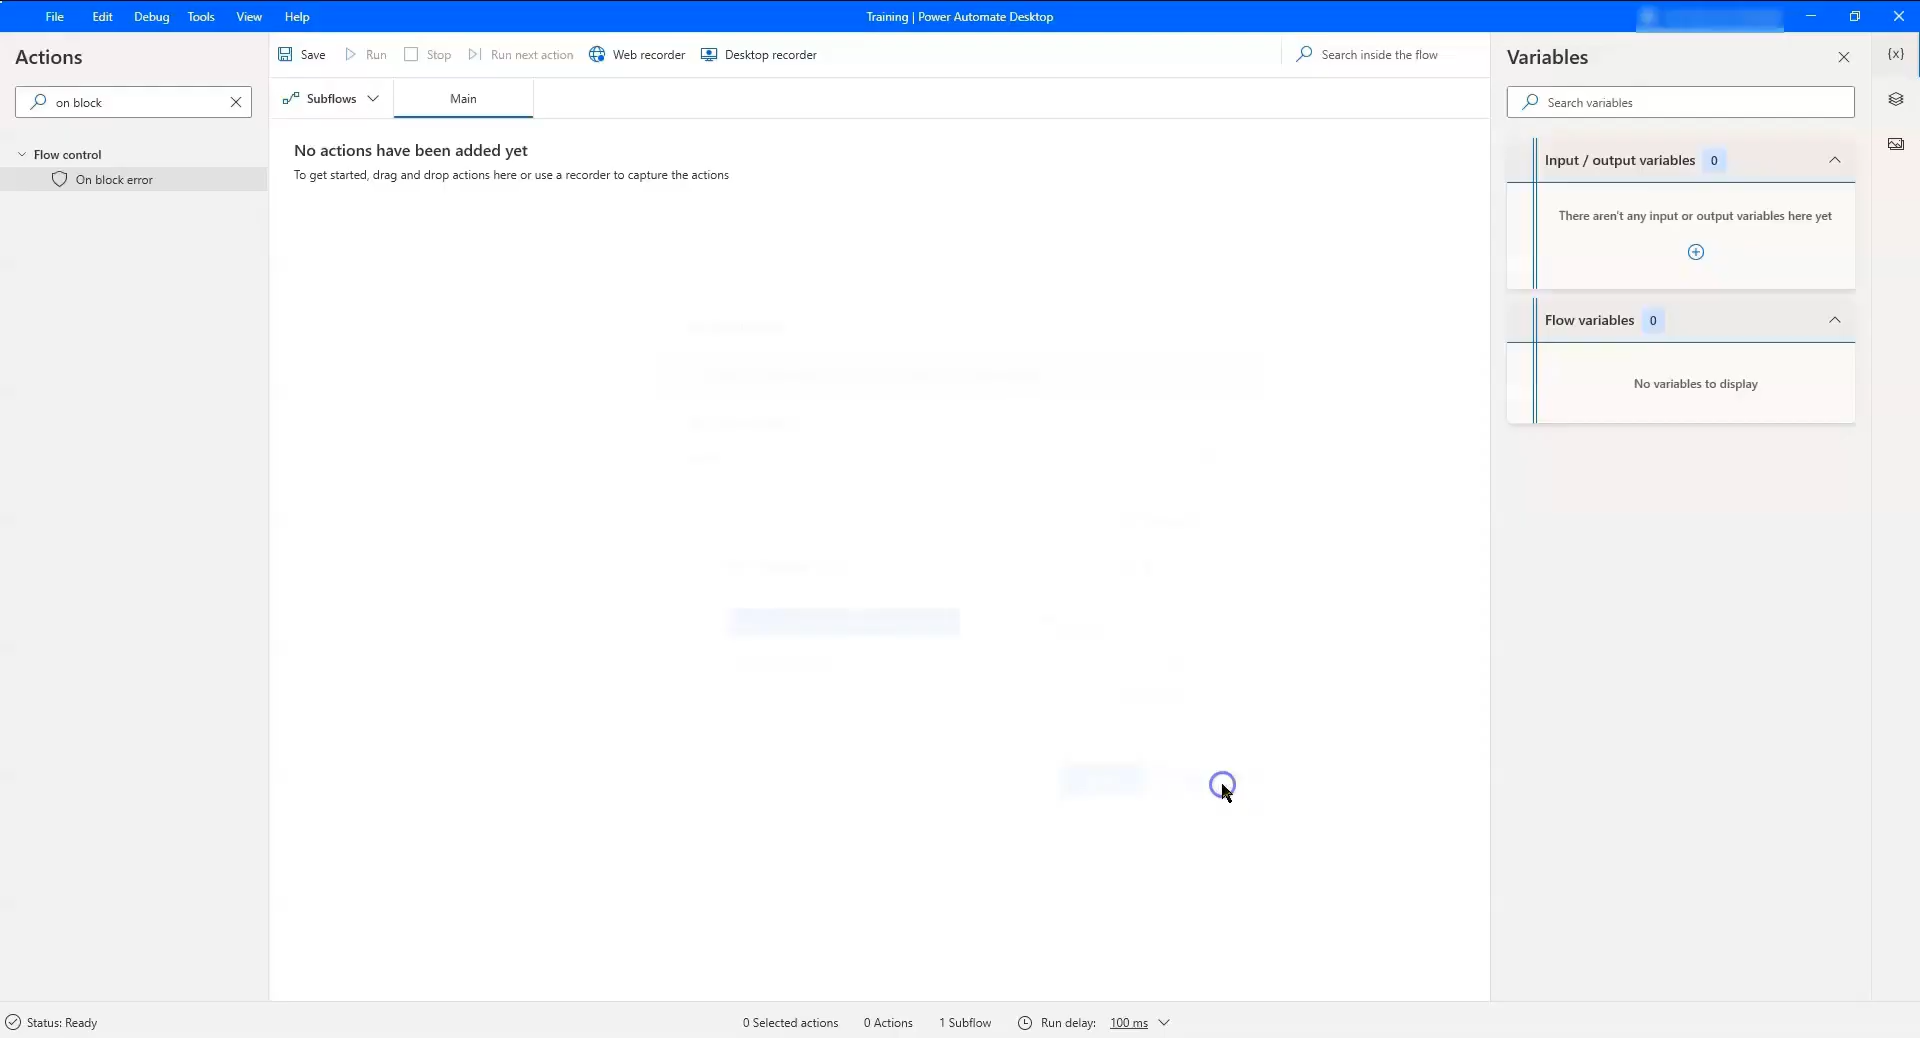 File Edit Debug Tools View Help
Training | Power Automate Desktop
Actions
on block
Flow control
On block error
Save Run Stop Run next action Web recorder Desktop recorder
Search inside the flow
Subflows Main
No actions have been added yet
To get started, drag and drop actions here or use a recorder to capture the actions
Variables
{x}
Search variables
Input / output variables 0
There aren't any input or output variables here yet
Flow variables 0
No variables to display
Status: Ready
0 Selected actions 0 Actions 1 Subflow Run delay: 100 ms